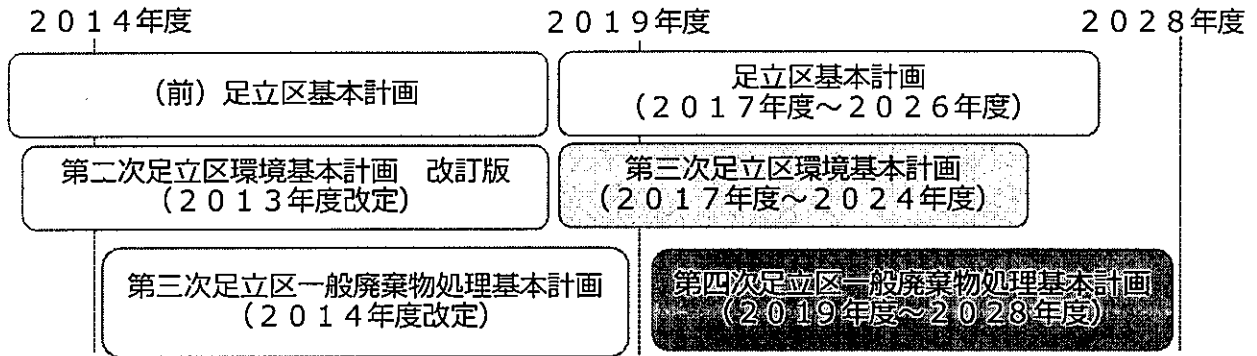 ２０１４年度
２０１９年度
２０２８年度
（前）足立区基本計画
足立区基本計画
（２０１７年度～２０２６年度）
第二次足立区環境基本計画　改訂版
（２０１３年度改定）
第三次足立区環境基本計画
（２０１７年度～２０２４年度）
第三次足立区一般廃棄物処理基本計画
（２０１４年度改定）
第四次足立区一般廃棄物処理基本計画
（２０１９年度～２０２８年度）